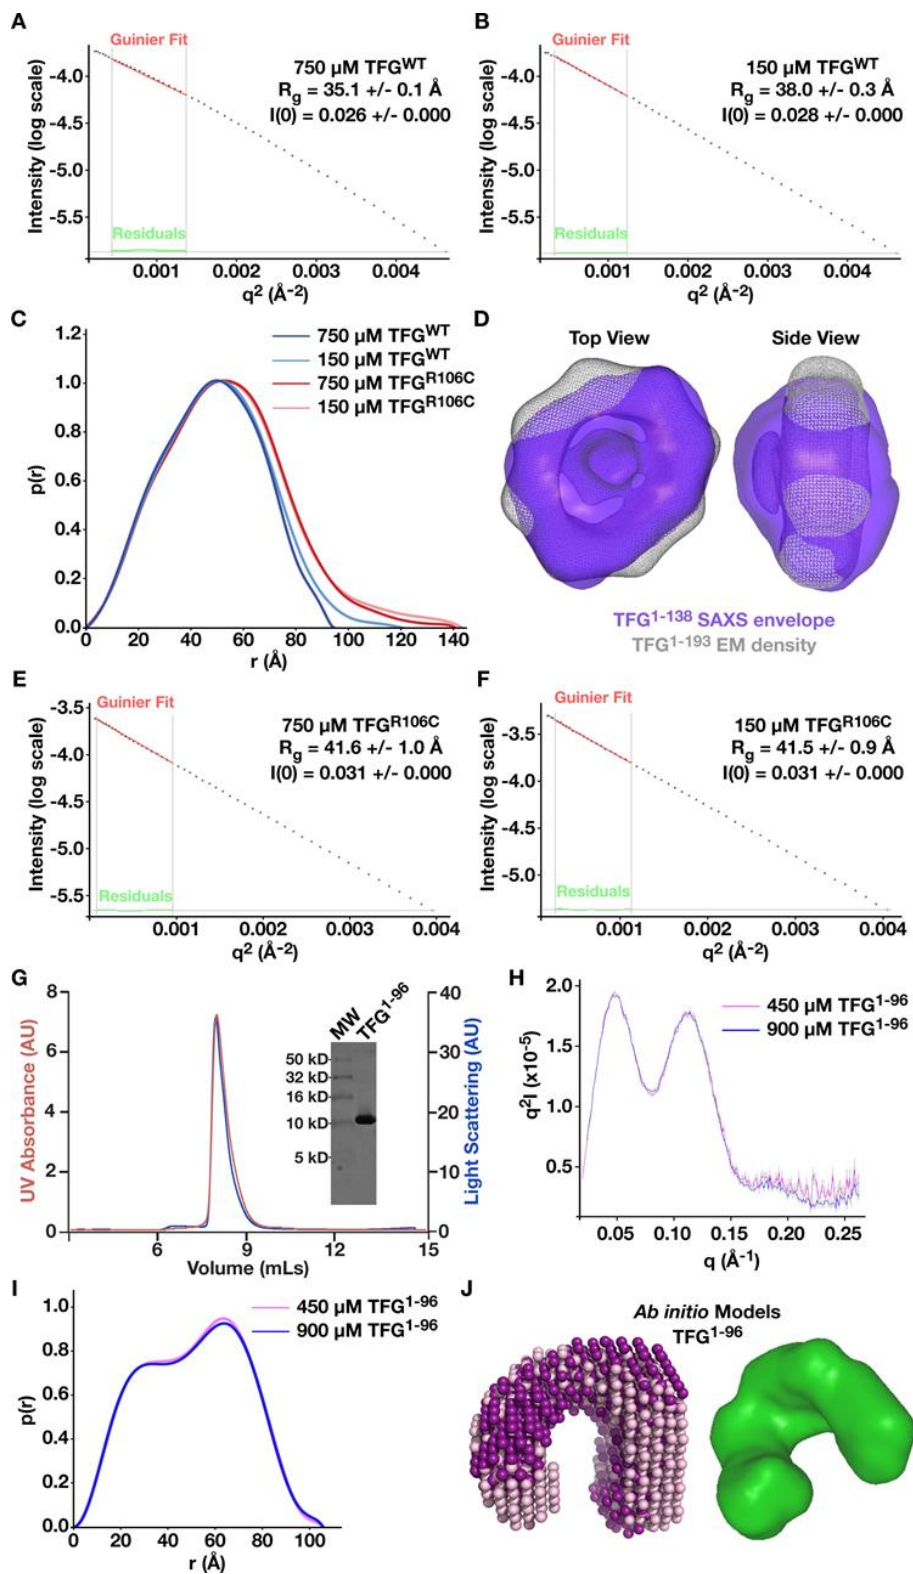 A
Guinier Fit
750 µM TFG^WT
R_g = 35.1 +/- 0.1 Å
I(0) = 0.026 +/- 0.000
Intensity (log scale)
-4.0
-4.5
-5.0
-5.5
Residuals
0.001 0.002 0.003 0.004
q² (Å⁻²)
B
Guinier Fit
150 µM TFG^WT
R_g = 38.0 +/- 0.3 Å
I(0) = 0.028 +/- 0.000
Intensity (log scale)
-4.0
-4.5
-5.0
-5.5
Residuals
0.001 0.002 0.003 0.004
q² (Å⁻²)
C
750 µM TFG^WT
150 µM TFG^WT
750 µM TFG^R106C
150 µM TFG^R106C
p(r)
1.2
1.0
0.8
0.6
0.4
0.2
0.0
0 20 40 60 80 100 120 140
r (Å)
D
Top View Side View
TFG^1-138 SAXS envelope
TFG^1-193 EM density
E
Guinier Fit
750 µM TFG^R106C
R_g = 41.6 +/- 1.0 Å
I(0) = 0.031 +/- 0.000
Intensity (log scale)
-3.5
-4.0
-4.5
-5.0
-5.5
Residuals
0.001 0.002 0.003 0.004
q² (Å⁻²)
F
Guinier Fit
150 µM TFG^R106C
R_g = 41.5 +/- 0.9 Å
I(0) = 0.031 +/- 0.000
Intensity (log scale)
-3.5
-4.0
-4.5
-5.0
Residuals
0.001 0.002 0.003 0.004
q² (Å⁻²)
G
UV Absorbance (AU)
8
6
4
2
0
MW TFG^1-96
50 kD
32 kD
16 kD
10 kD
5 kD
40
30
20
10
0
Light Scattering (AU)
6 9 12 15
Volume (mLs)
H
450 µM TFG^1-96
900 µM TFG^1-96
q²I (x10⁻⁵)
2.0
1.5
1.0
0.5
0.05 0.10 0.15 0.20 0.25
q (Å⁻¹)
I
450 µM TFG^1-96
900 µM TFG^1-96
p(r)
1.0
0.8
0.6
0.4
0.2
0.0
0 20 40 60 80 100
r (Å)
J
Ab initio Models
TFG^1-96